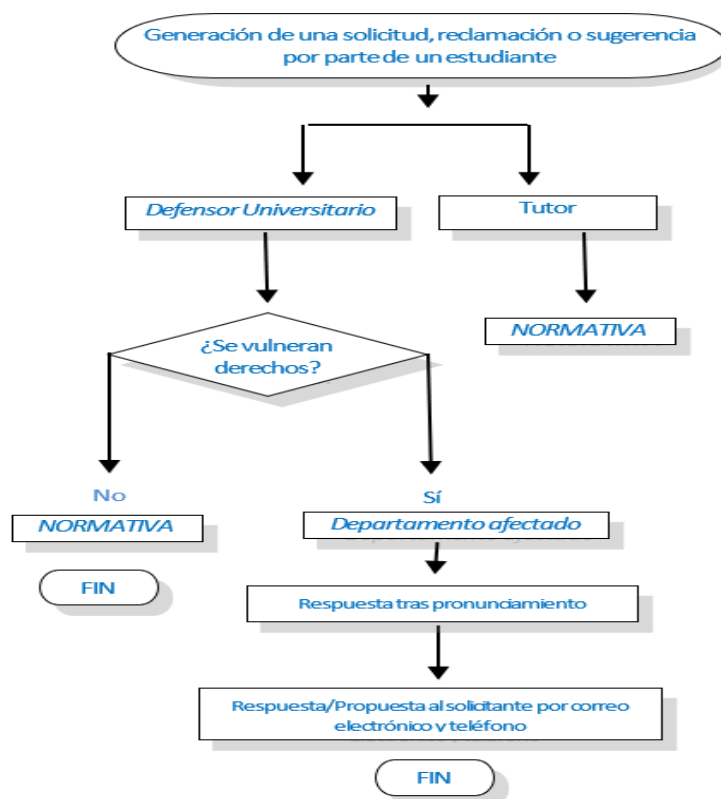 Generación de una solicitud, reclamación o sugerencia
por parte de un estudiante
Defensor Universitario
Tutor
NORMATIVA
¿Se vulneran
derechos?
No
Sí
NORMATIVA
Departamento afectado
FIN
Respuesta tras pronunciamiento
Respuesta/Propuesta al solicitante por correo
electrónico y teléfono
FIN